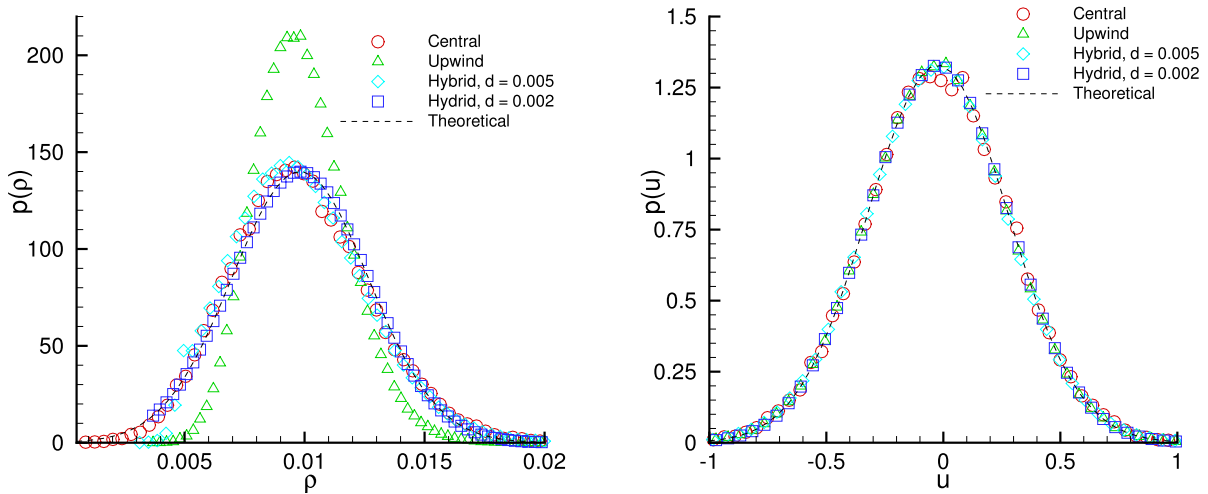 200
150
100
50
0
p(ρ)
0.005
0.01
0.015
0.02
ρ
Central
Upwind
Hybrid, d = 0.005
Hydrid, d = 0.002
Theoretical
1.5
1.25
1
0.75
0.5
0.25
0
p(u)
-1
-0.5
0
0.5
1
u
Central
Upwind
Hybrid, d = 0.005
Hydrid, d = 0.002
Theoretical